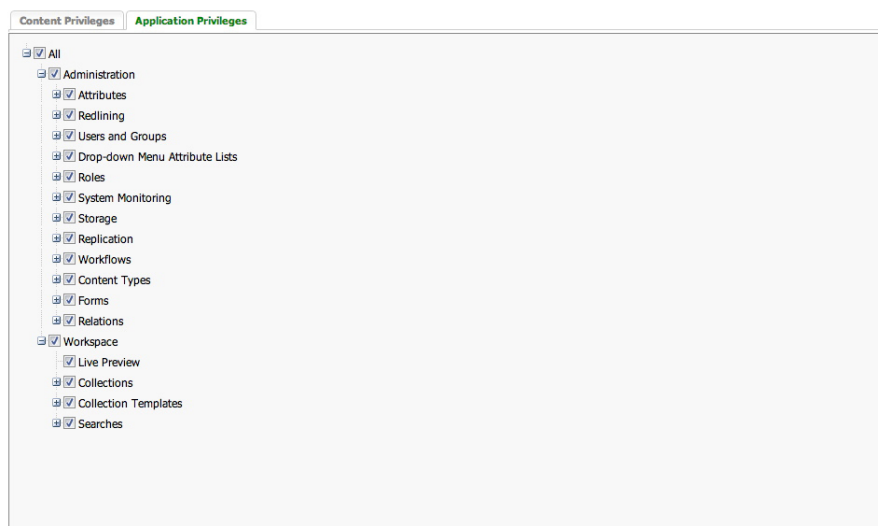 Content Privileges Application Privileges
All
Administration
Attributes
Redlining
Users and Groups
Drop-down Menu Attribute Lists
Roles
System Monitoring
Storage
Replication
Workflows
Content Types
Forms
Relations
Workspace
Live Preview
Collections
Collection Templates
Searches